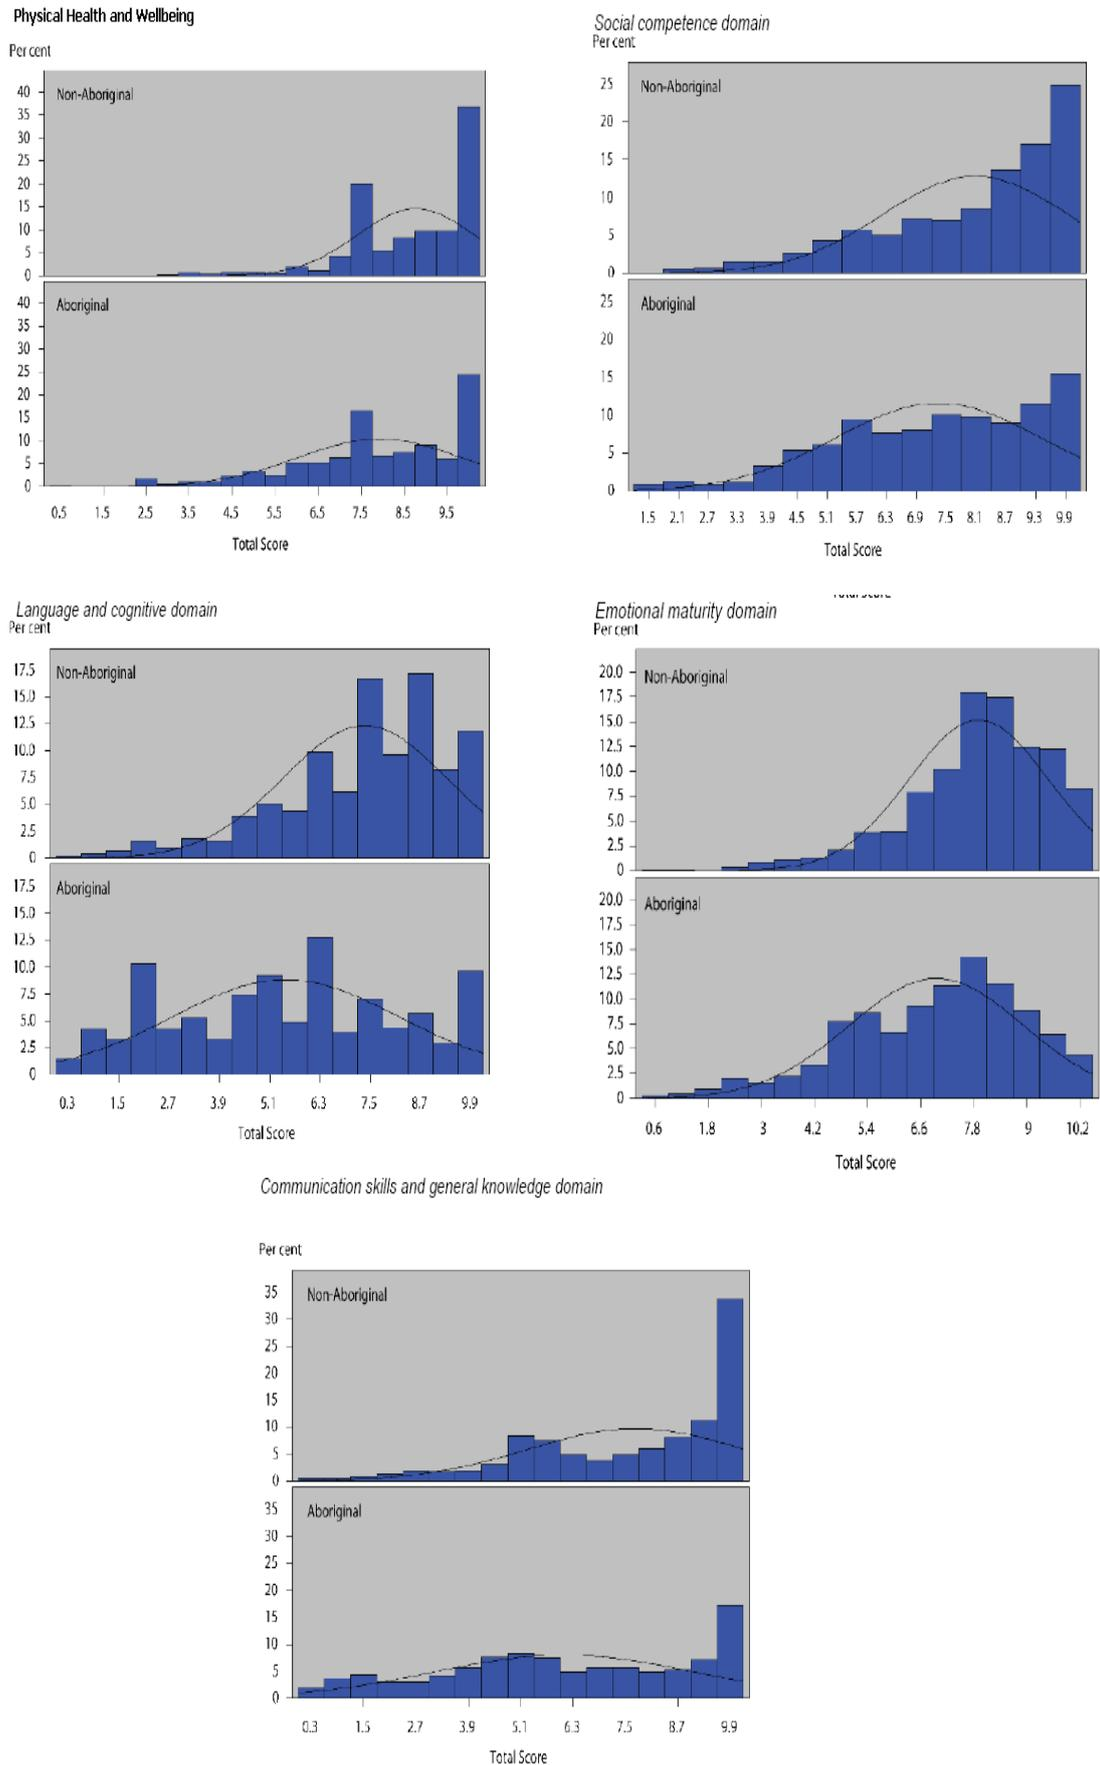 Physical Health and Wellbeing
Per cent
Non-Aboriginal
40
35
30
25
20
15
10
5
0
Aboriginal
40
35
30
25
20
15
10
5
0
0.5 1.5 2.5 3.5 4.5 5.5 6.5 7.5 8.5 9.5
Total Score
Social competence domain
Per cent
Non-Aboriginal
25
20
15
10
5
0
Aboriginal
25
20
15
10
5
0
1.5 2.1 2.7 3.3 3.9 4.5 5.1 5.7 6.3 6.9 7.5 8.1 8.7 9.3 9.9
Total Score
Language and cognitive domain
Per cent
Non-Aboriginal
17.5
15.0
12.5
10.0
7.5
5.0
2.5
0
Aboriginal
17.5
15.0
12.5
10.0
7.5
5.0
2.5
0
0.3 1.5 2.7 3.9 5.1 6.3 7.5 8.7 9.9
Total Score
Emotional maturity domain
Per cent
Non-Aboriginal
20.0
17.5
15.0
12.5
10.0
7.5
5.0
2.5
0
Aboriginal
20.0
17.5
15.0
12.5
10.0
7.5
5.0
2.5
0
0.6 1.8 3 4.2 5.4 6.6 7.8 9 10.2
Total Score
Communication skills and general knowledge domain
Per cent
Non-Aboriginal
35
30
25
20
15
10
5
0
Aboriginal
35
30
25
20
15
10
5
0
0.3 1.5 2.7 3.9 5.1 6.3 7.5 8.7 9.9
Total Score